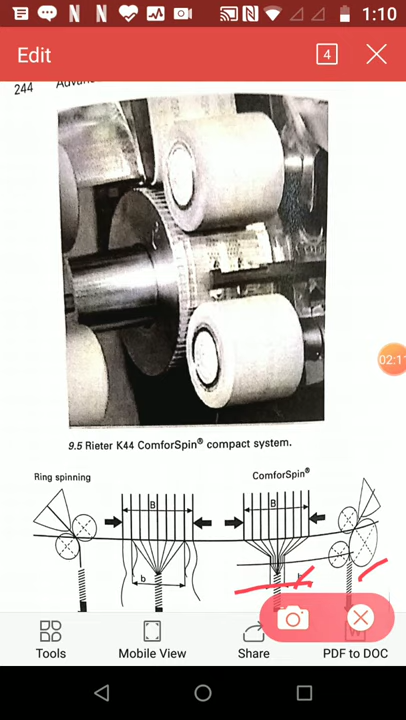 1:10
Edit
4
244
02:11
9.5 Rieter K44 ComforSpin® compact system.
Ring spinning
ComforSpin®
B
B
b
Tools
Mobile View
Share
PDF to DOC